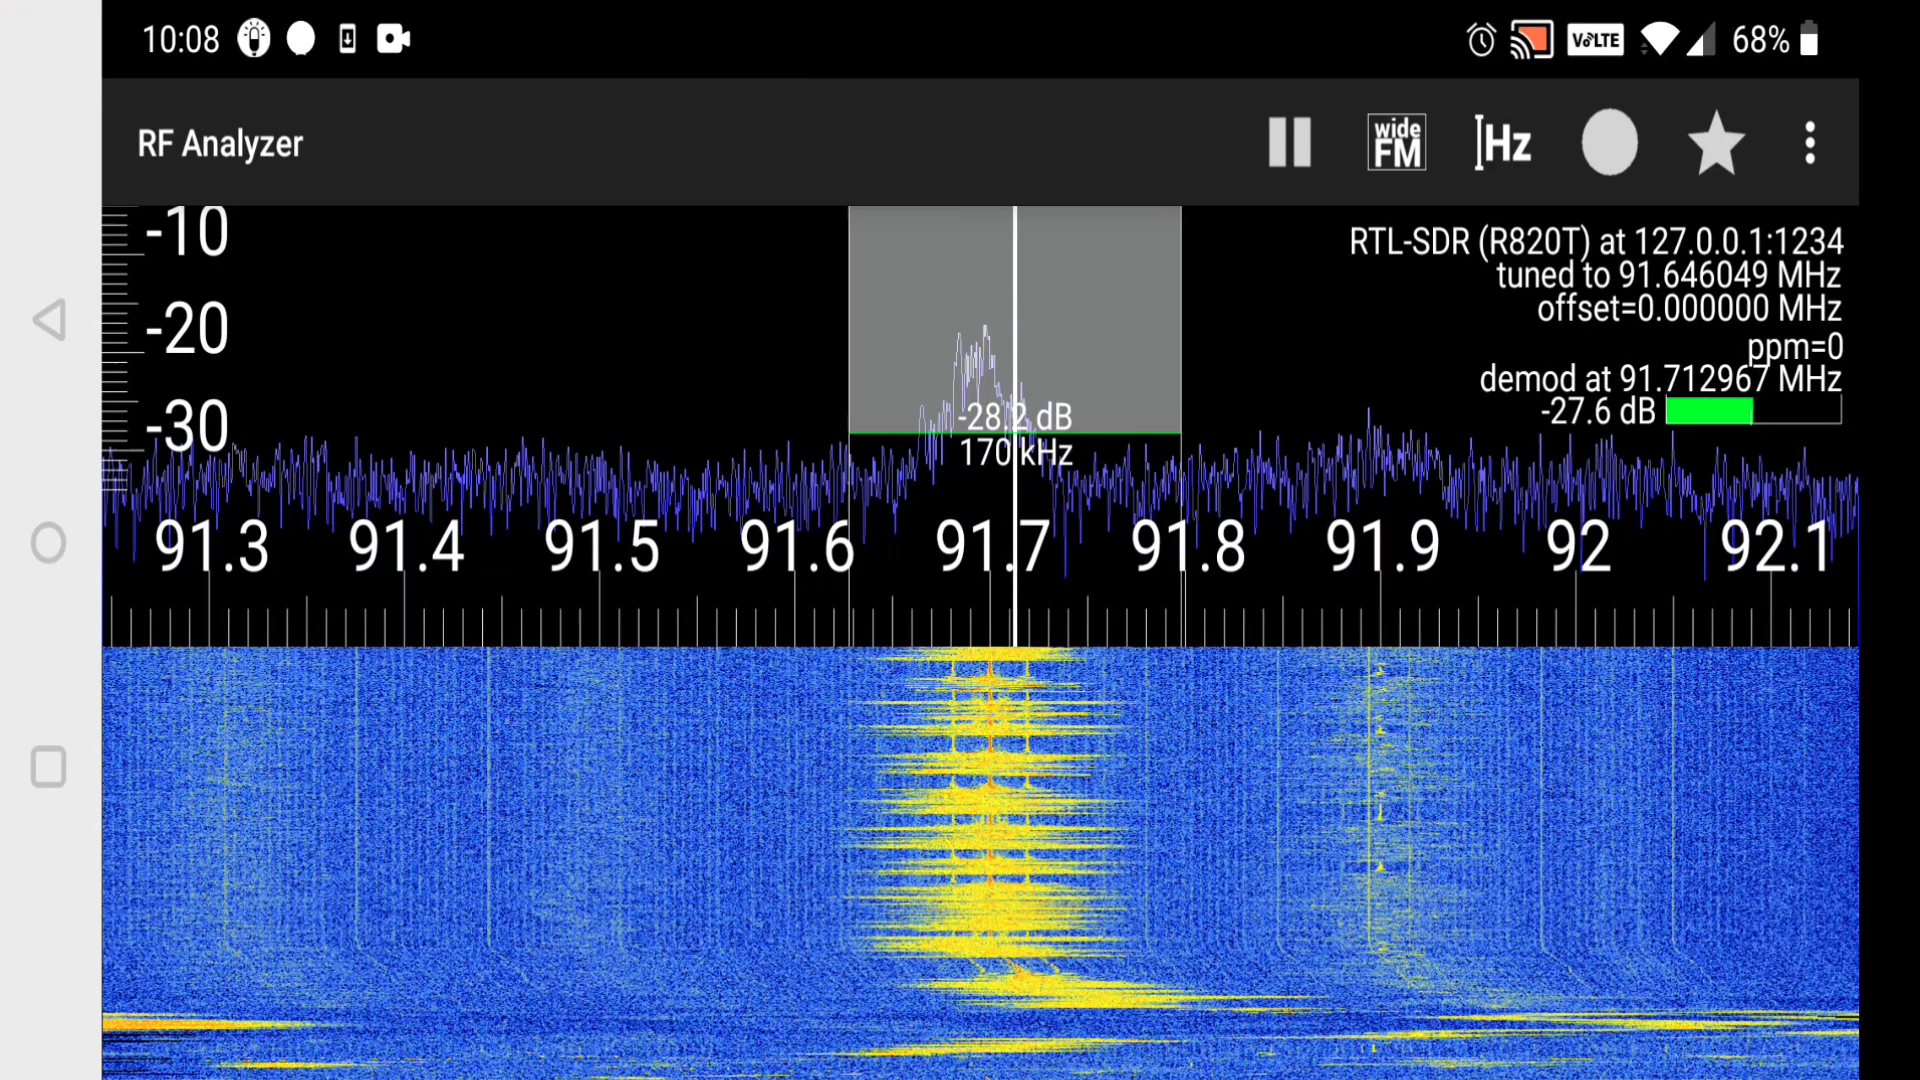 10:08
VoLTE
68%
RF Analyzer
wide
FM
Hz
-10
-20
-30
RTL-SDR (R820T) at 127.0.0.1:1234
tuned to 91.646049 MHz
offset=0.000000 MHz
ppm=0
demod at 91.712967 MHz
-27.6 dB
-28.2 dB
170 kHz
91.3 91.4 91.5 91.6 91.7 91.8 91.9 92 92.1